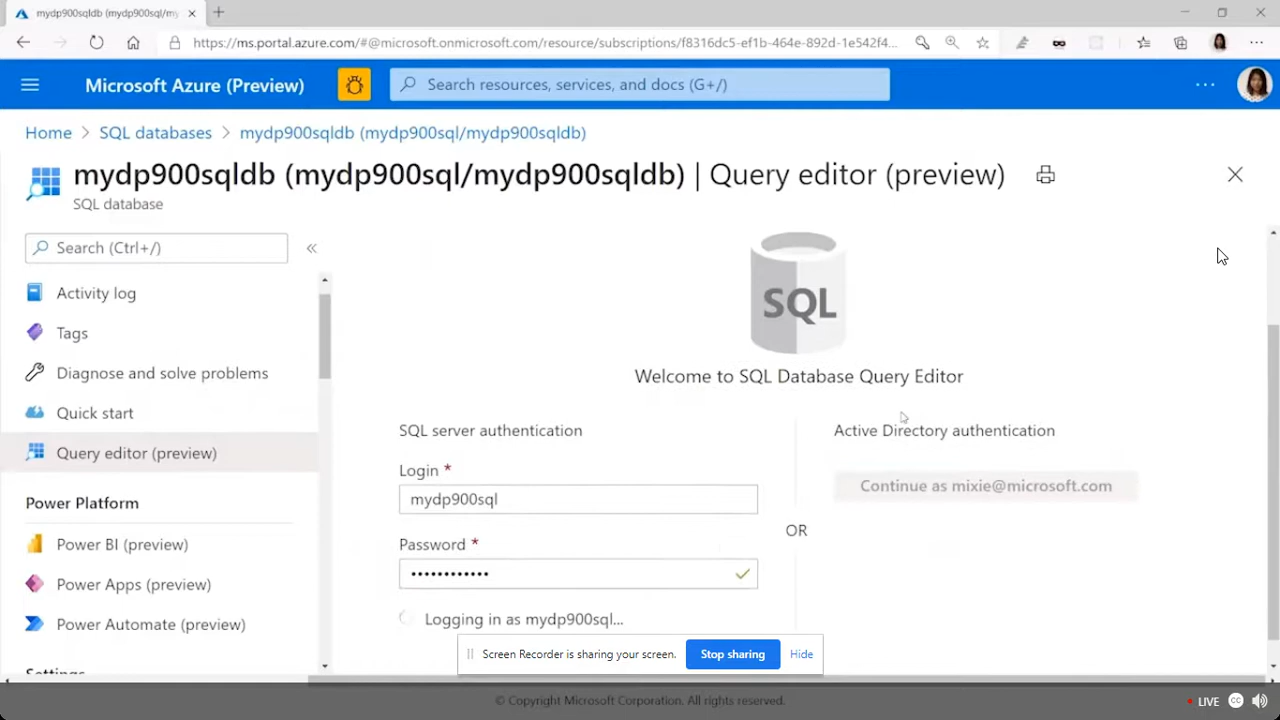 mydp900sqldb (mydp900sql/my
https://ms.portal.azure.com/#@microsoft.onmicrosoft.com/resource/subscriptions/f8316dc5-ef1b-464e-892d-1e542f4...
Microsoft Azure (Preview)
Search resources, services, and docs (G+/)
Home > SQL databases > mydp900sqldb (mydp900sql/mydp900sqldb)
mydp900sqldb (mydp900sql/mydp900sqldb) | Query editor (preview)
SQL database
Search (Ctrl+/)
«
Activity log
Tags
Diagnose and solve problems
Quick start
Query editor (preview)
Power Platform
Power BI (preview)
Power Apps (preview)
Power Automate (preview)
Settings
SQL
Welcome to SQL Database Query Editor
SQL server authentication
Login *
mydp900sql
Password *
••••••••••••
Logging in as mydp900sql...
OR
Active Directory authentication
Continue as mixie@microsoft.com
Screen Recorder is sharing your screen.
Stop sharing
Hide
© Copyright Microsoft Corporation. All rights reserved.
LIVE
CC